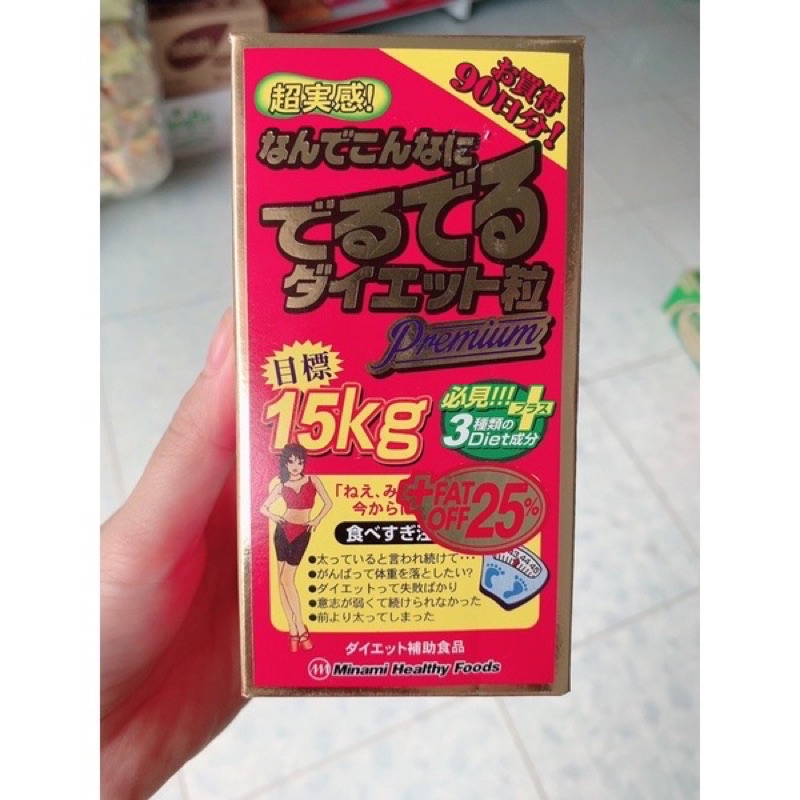 お買得
90日分!
超実感!
なんでこんなに
でるでる
ダイエット粒
Premium
目標
15kg
必見!!!
プラス
3種類の
Diet成分
「ねえ、み
今から
+FAT
OFF 25%
食べすぎ注
●太っていると言われ続けて・・・
●がんばって体重を落としたい?
●ダイエットって失敗ばかり
●意志が弱くて続けられなかった
●前より太ってしまった
44 45
ダイエット補助食品
Minami Healthy Foods